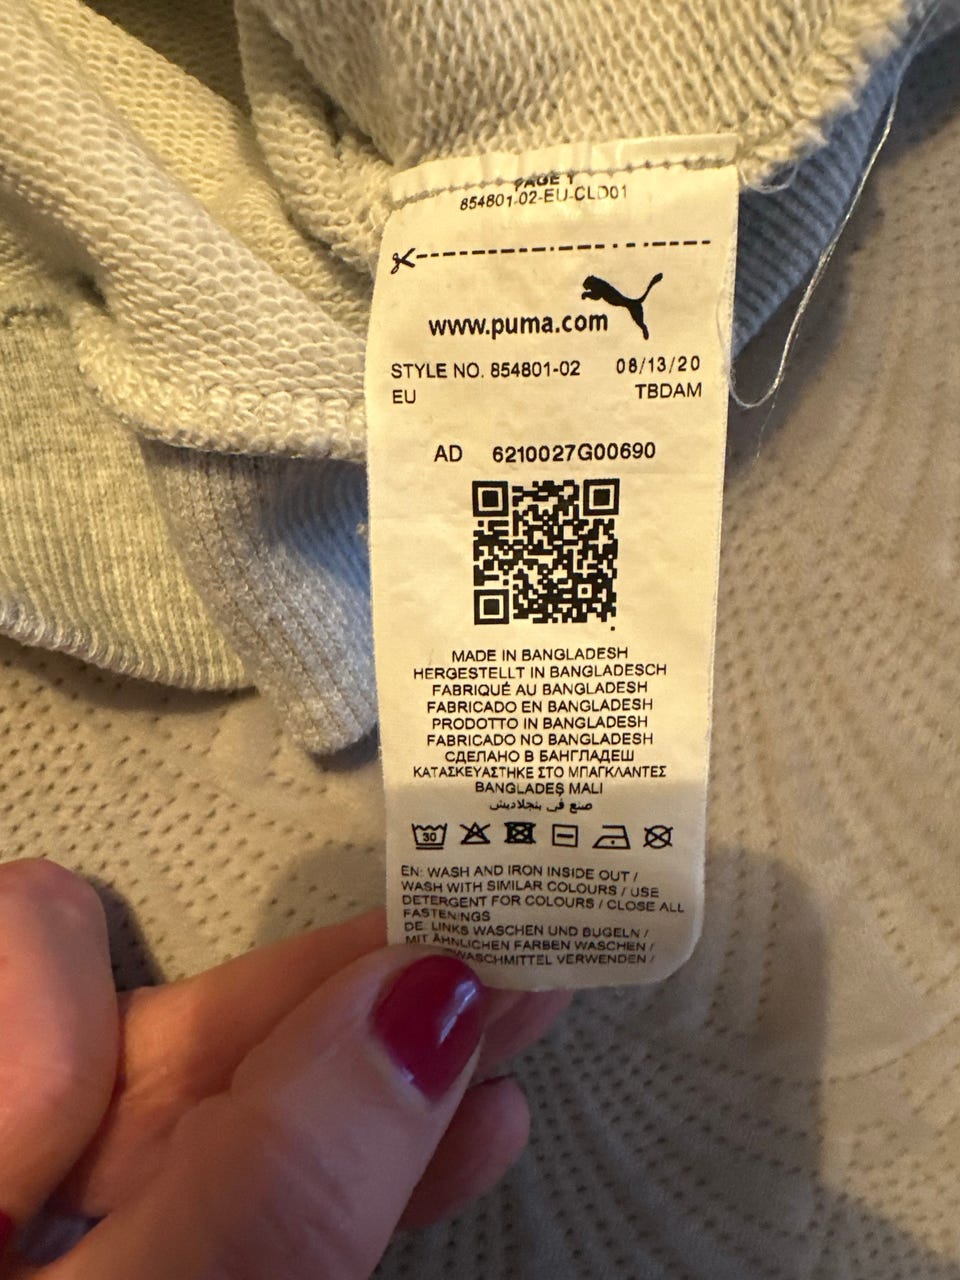 PAGE 1
854801-02-EU-CLD01
www.puma.com
STYLE NO. 854801-02 08/13/20
EU TBDAM
AD 6210027G00690
MADE IN BANGLADESH
HERGESTELLT IN BANGLADESCH
FABRIQUÉ AU BANGLADESH
FABRICADO EN BANGLADESH
PRODOTTO IN BANGLADESH
FABRICADO NO BANGLADESH
СДЕЛАНО В БАНГЛАДЕШ
ΚΑΤΑΣΚΕΥΑΣΤΗΚΕ ΣΤΟ ΜΠΑΓΚΛΑΝΤΕΣ
BANGLADEŞ MALI
صنع في بنجلاديش
30
EN: WASH AND IRON INSIDE OUT /
WASH WITH SIMILAR COLOURS / USE
DETERGENT FOR COLOURS / CLOSE ALL
FASTENINGS
DE: LINKS WASCHEN UND BUGELN /
MIT ÄHNLICHEN FARBEN WASCHEN /
WASCHMITTEL VERWENDEN /